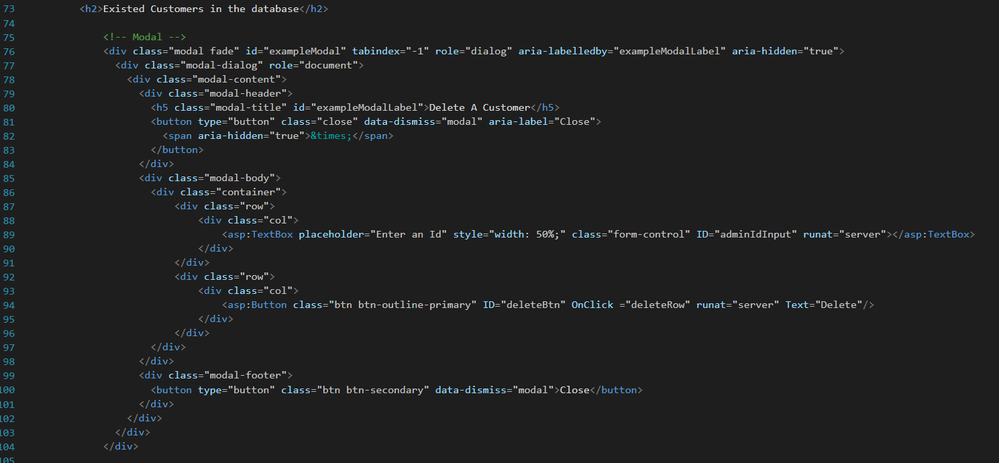 73 <h2>Existed Customers in the database</h2>
74
75 <!-- Modal -->
76 <div class="modal fade" id="exampleModal" tabindex="-1" role="dialog" aria-labelledby="exampleModalLabel" aria-hidden="true">
77 <div class="modal-dialog" role="document">
78 <div class="modal-content">
79 <div class="modal-header">
80 <h5 class="modal-title" id="exampleModalLabel">Delete A Customer</h5>
81 <button type="button" class="close" data-dismiss="modal" aria-label="Close">
82 <span aria-hidden="true">&times;</span>
83 </button>
84 </div>
85 <div class="modal-body">
86 <div class="container">
87 <div class="row">
88 <div class="col">
89 <asp:TextBox placeholder="Enter an Id" style="width: 50%;" class="form-control" ID="adminIdInput" runat="server"></asp:TextBox>
90 </div>
91 </div>
92 <div class="row">
93 <div class="col">
94 <asp:Button class="btn btn-outline-primary" ID="deleteBtn" OnClick ="deleteRow" runat="server" Text="Delete"/>
95 </div>
96 </div>
97 </div>
98 </div>
99 <div class="modal-footer">
100 <button type="button" class="btn btn-secondary" data-dismiss="modal">Close</button>
101 </div>
102 </div>
103 </div>
104 </div>
105